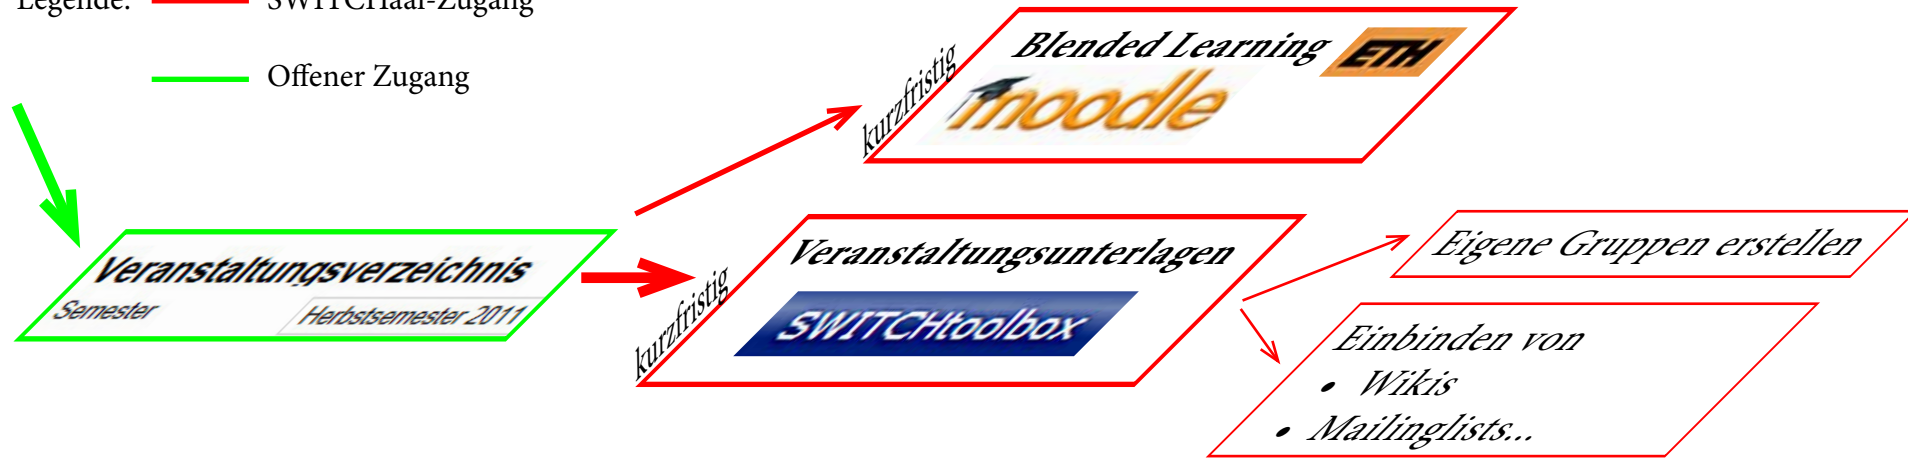 Legende:
SWITCHaai-Zugang
Offener Zugang
kurzfristig
Blended Learning
ETH
moodle
Veranstaltungsverzeichnis
Semester
Herbstsemester 2011
kurzfristig
Veranstaltungsunterlagen
SWITCHtoolbox
Eigene Gruppen erstellen
Einbinden von
• Wikis
• Mailinglists...